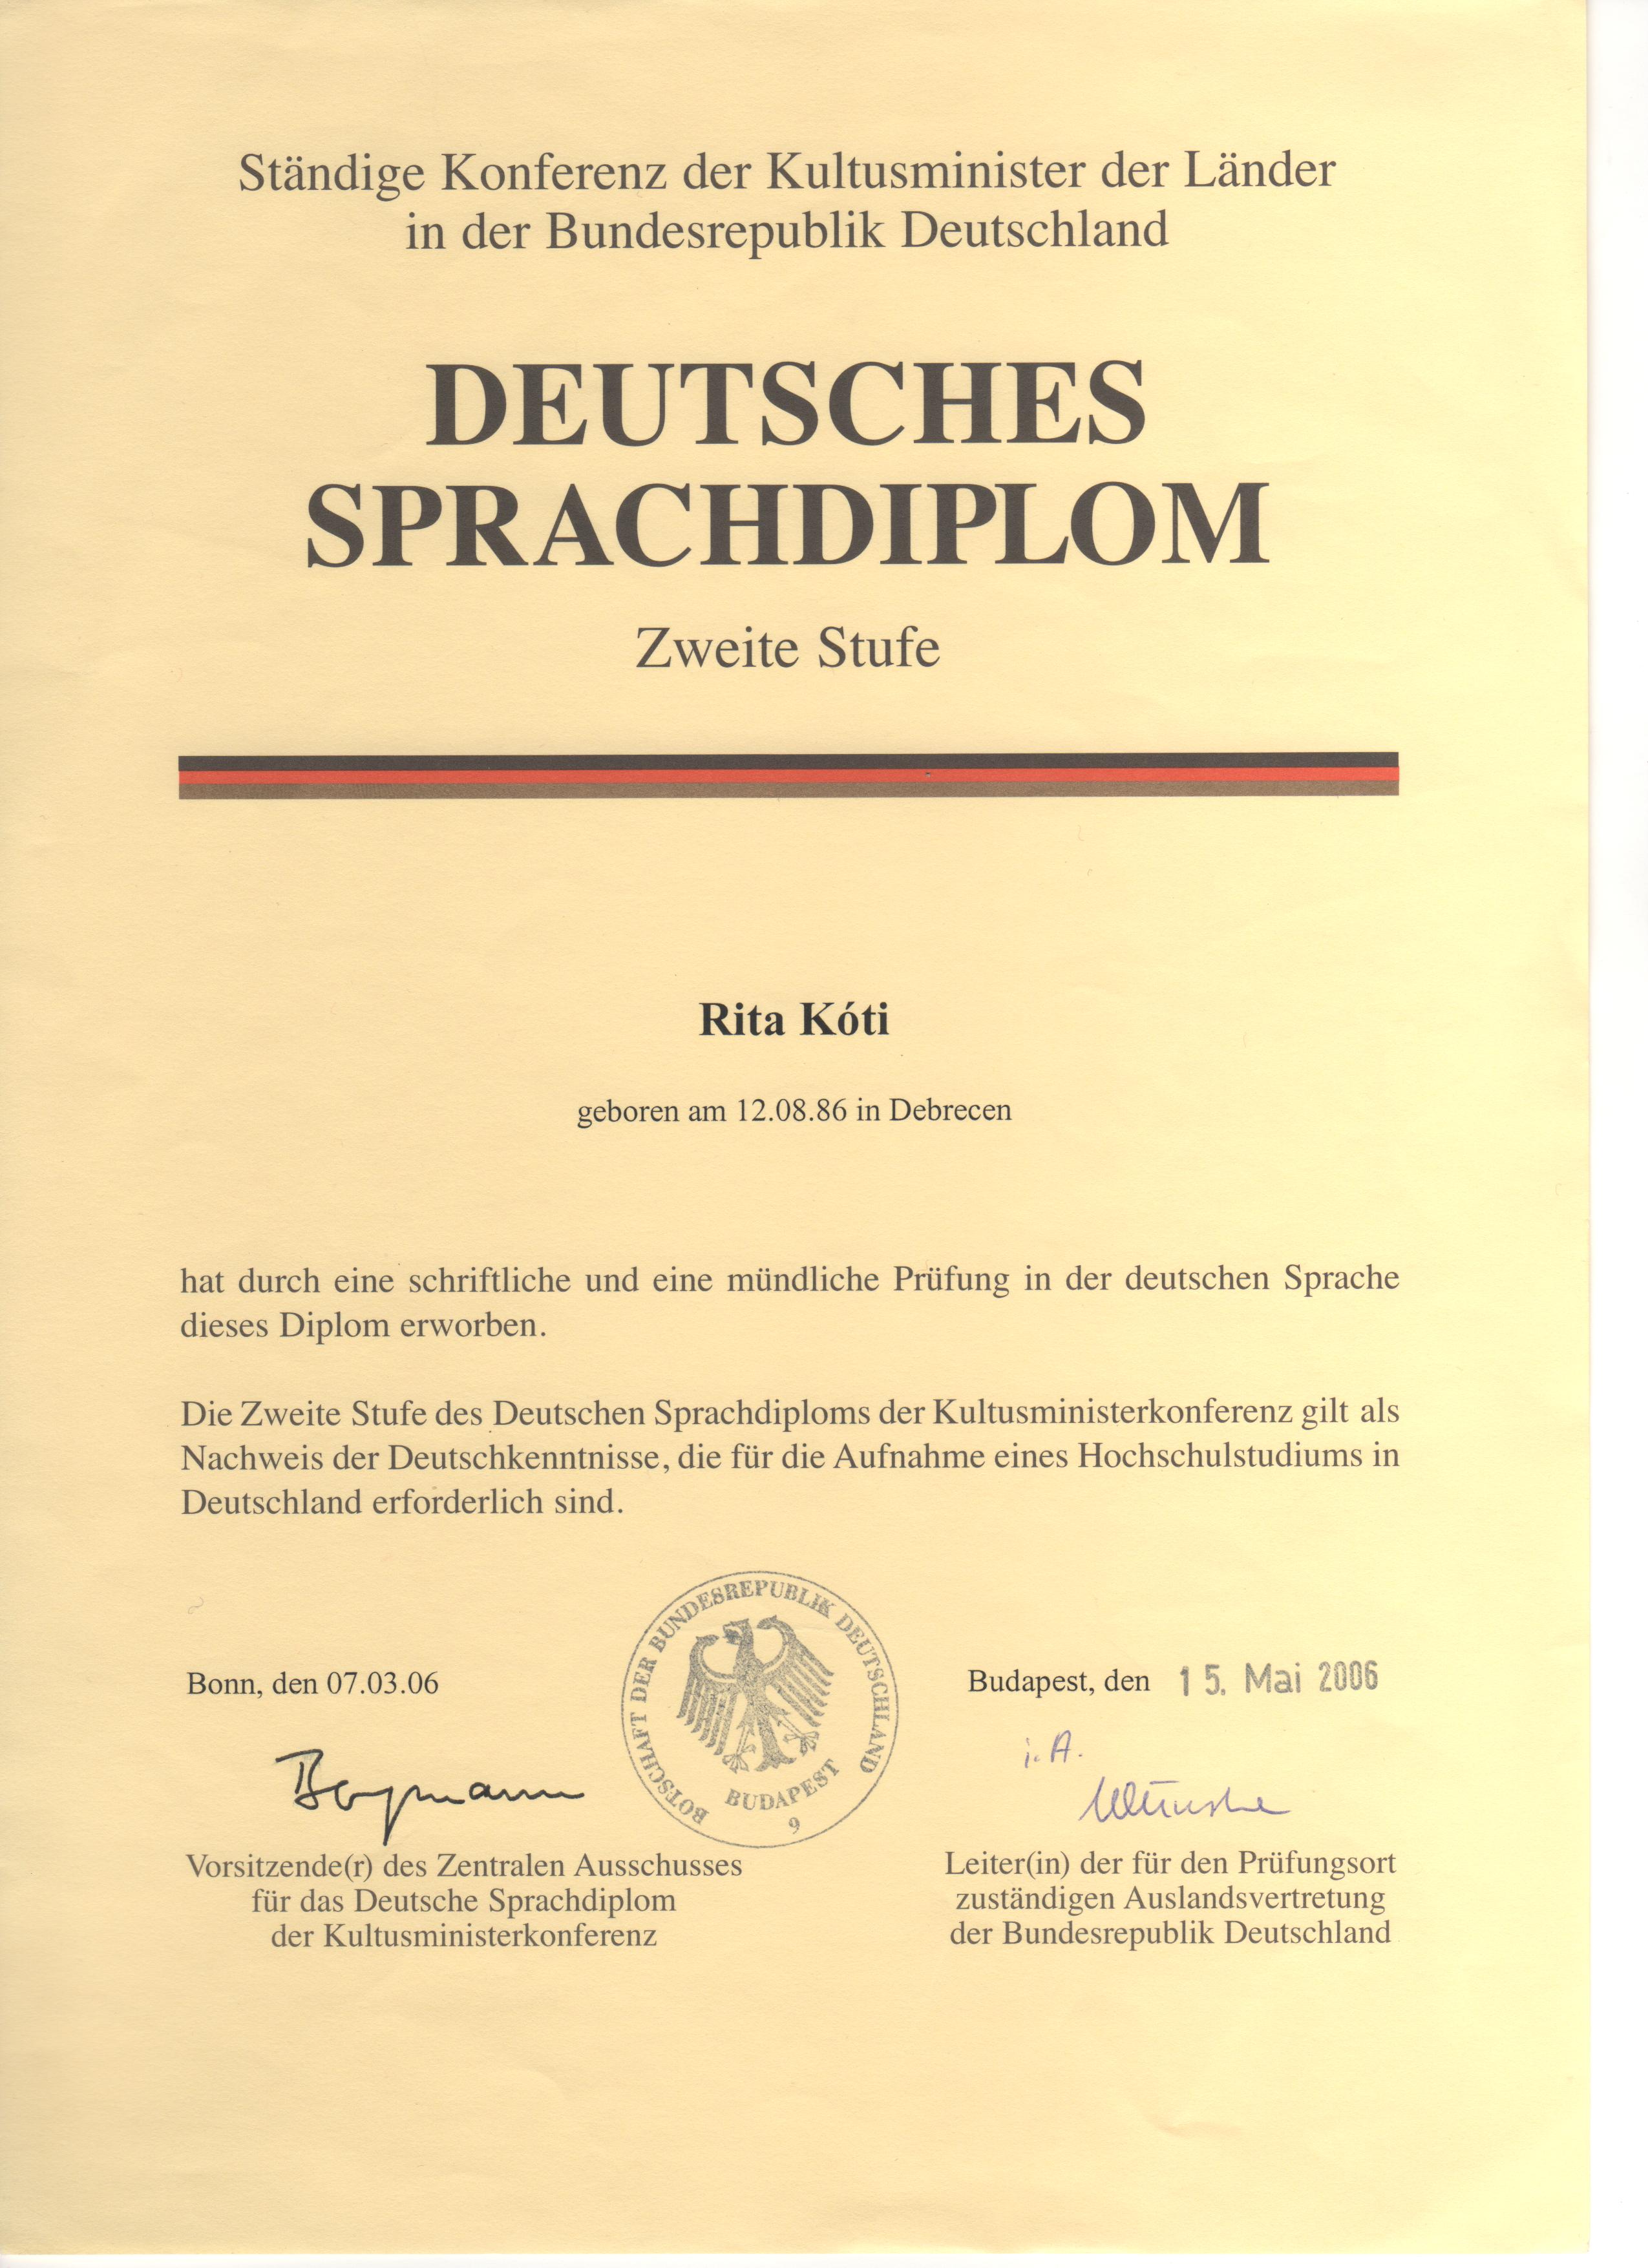 Ständige Konferenz der Kultusminister der Länder
in der Bundesrepublik Deutschland
DEUTSCHES
SPRACHDIPLOM
Zweite Stufe
Rita Kóti
geboren am 12.08.86 in Debrecen
hat durch eine schriftliche und eine mündliche Prüfung in der deutschen Sprache
dieses Diplom erworben.
Die Zweite Stufe des Deutschen Sprachdiploms der Kultusministerkonferenz gilt als
Nachweis der Deutschkenntnisse, die für die Aufnahme eines Hochschulstudiums in
Deutschland erforderlich sind.
Bonn, den 07.03.06
BOTSCHAFT DER BUNDESREPUBLIK DEUTSCHLAND
BUDAPEST
9
Budapest, den 15. Mai 2006
i. A.
Bergmann
Vorsitzende(r) des Zentralen Ausschusses
für das Deutsche Sprachdiplom
der Kultusministerkonferenz
Leiter(in) der für den Prüfungsort
zuständigen Auslandsvertretung
der Bundesrepublik Deutschland